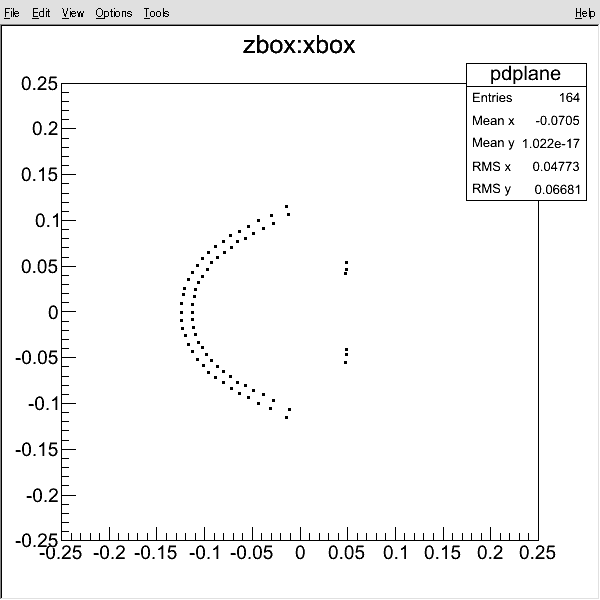 File Edit View Options Tools Help
zbox:xbox
pdplane
Entries 164
Mean x -0.0705
Mean y 1.022e-17
RMS x 0.04773
RMS y 0.06681
0.25
0.2
0.15
0.1
0.05
0
-0.05
-0.1
-0.15
-0.2
-0.25
-0.25 -0.2 -0.15 -0.1 -0.05 0 0.05 0.1 0.15 0.2 0.25